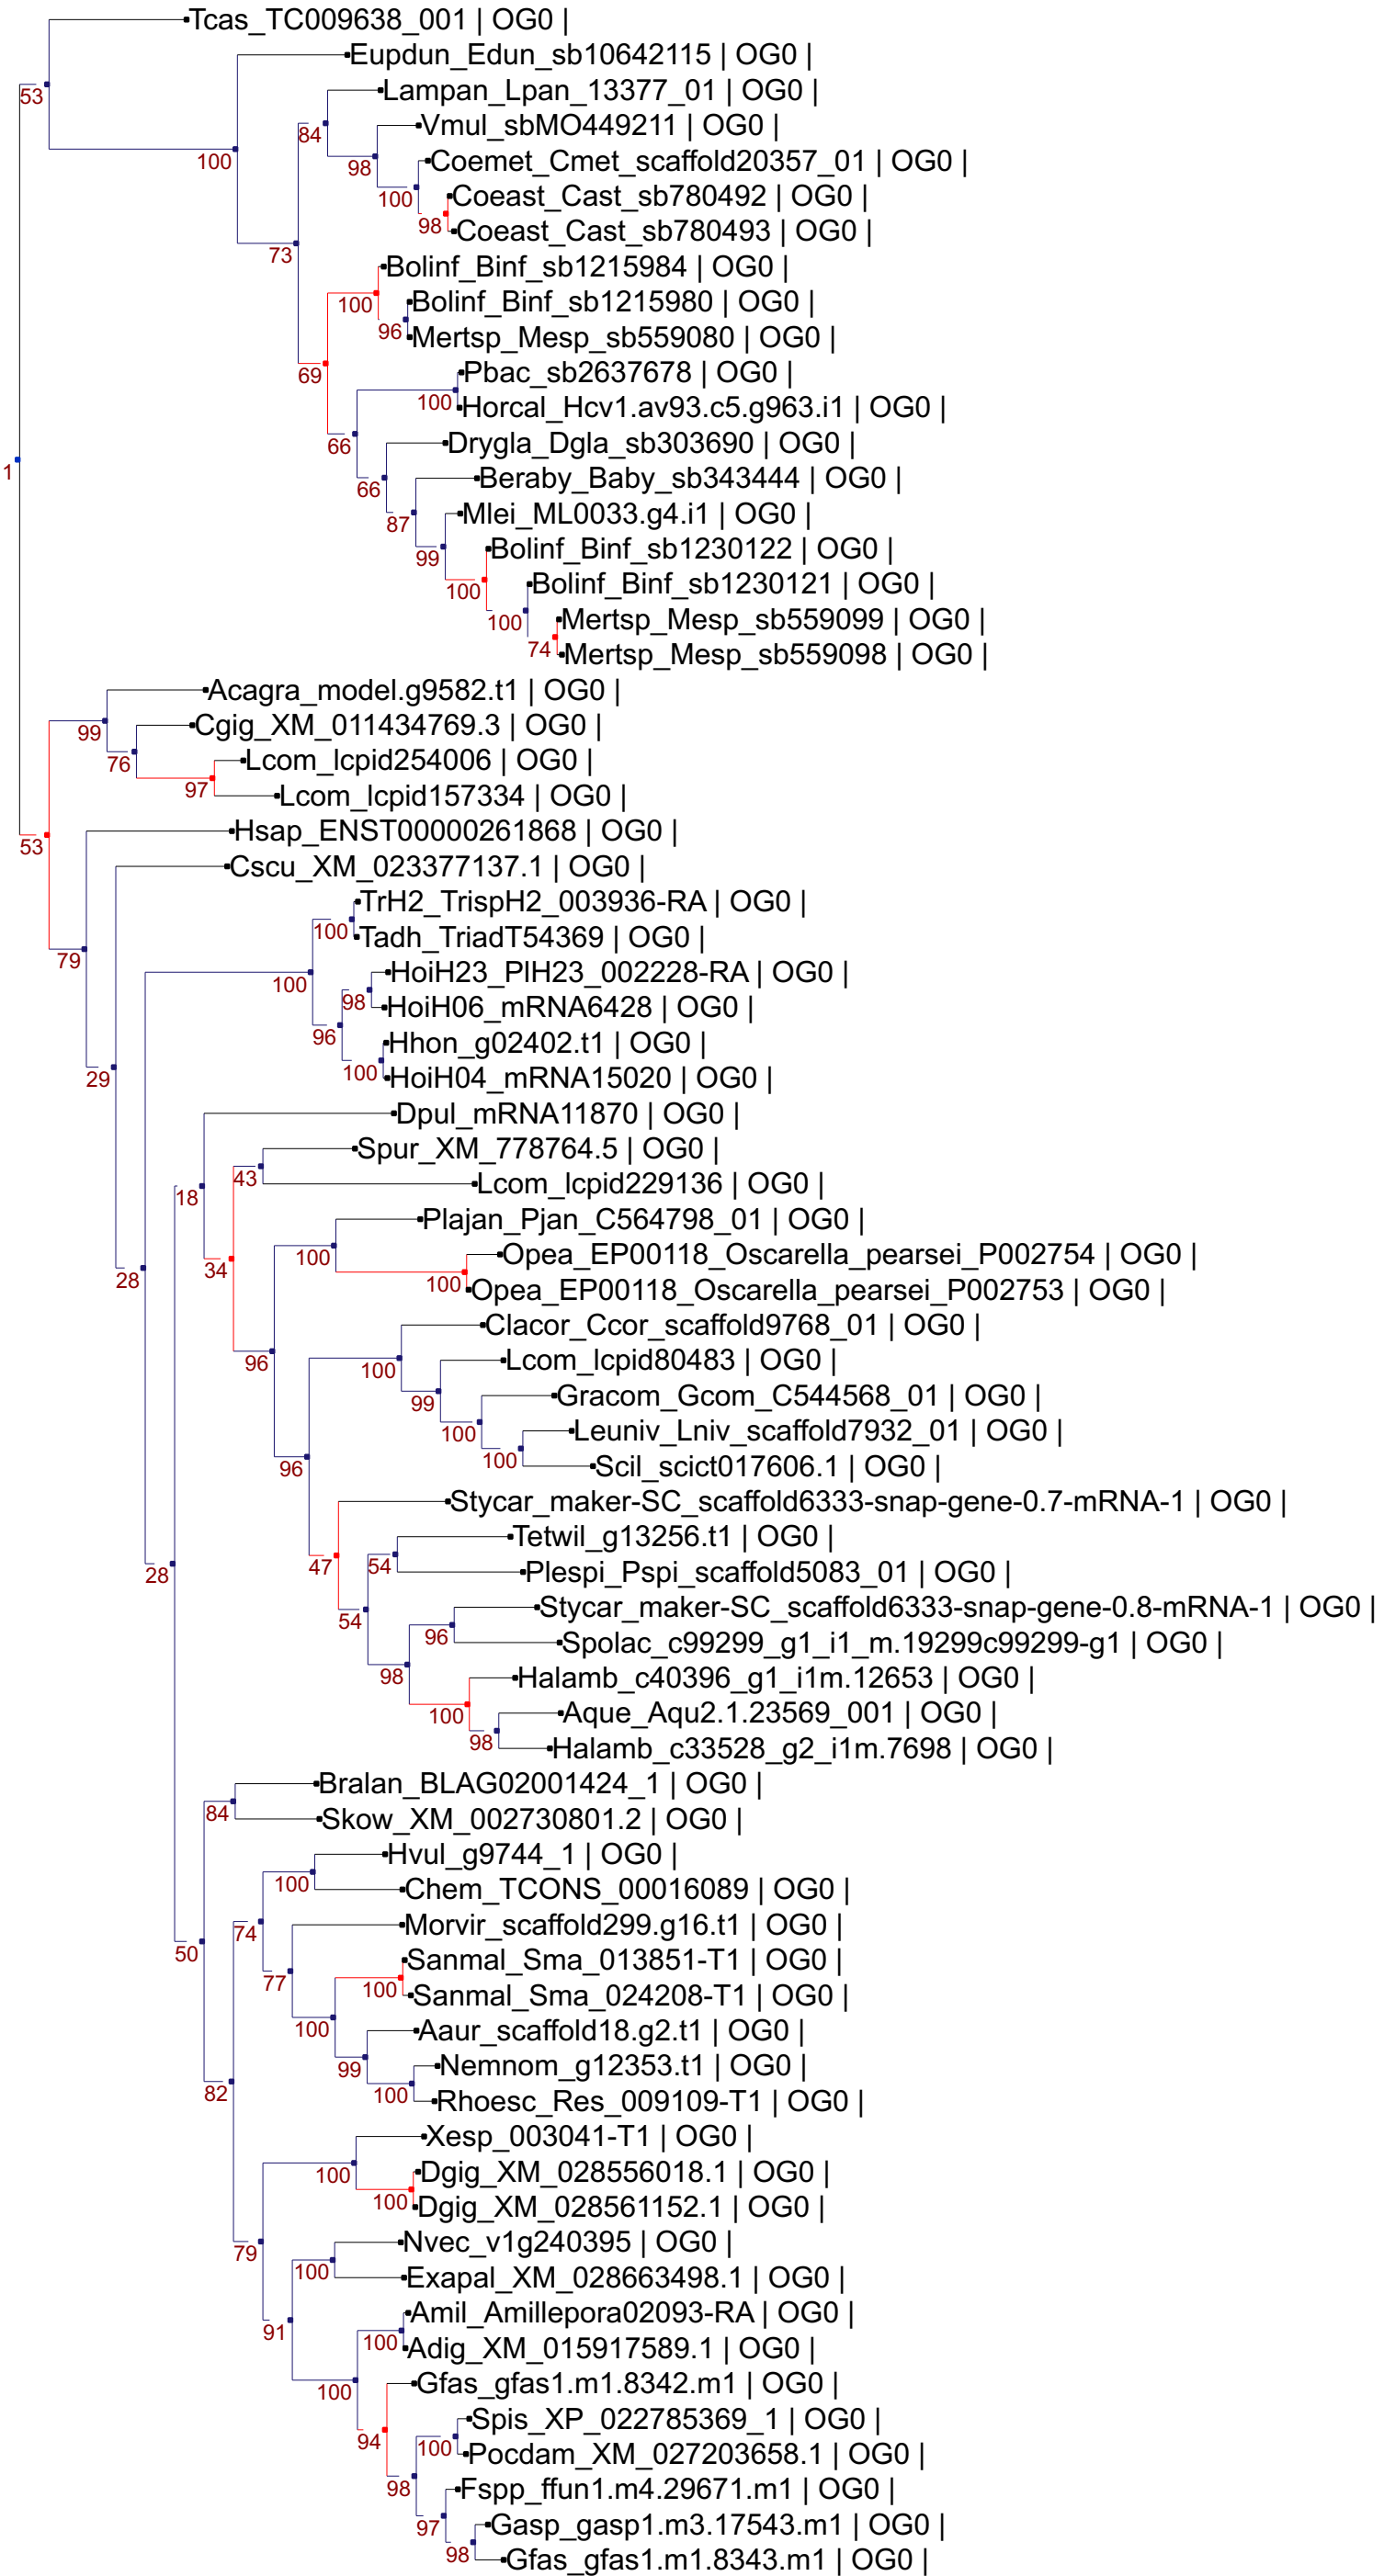 Tcas_TC009638_001 | OG0 |
Eupdun_Edun_sb10642115 | OG0 |
53
Lampan_Lpan_13377_01 | OG0 |
Vmul_sbMO449211 | OG0 |
84
100
Coemet_Cmet_scaffold20357_01 | OG0 |
98
Coeast_Cast_sb780492 | OG0 |
100
98
Coeast_Cast_sb780493 | OG0 |
73
Bolinf_Binf_sb1215984 | OG0 |
100
Bolinf_Binf_sb1215980 | OG0 |
96
Mertsp_Mesp_sb559080 | OG0 |
69
Pbac_sb2637678 | OG0 |
100
Horcal_Hcv1.av93.c5.g963.i1 | OG0 |
66
Drygla_Dgla_sb303690 | OG0 |
1
Beraby_Baby_sb343444 | OG0 |
66
Mlei_ML0033.g4.i1 | OG0 |
87
Bolinf_Binf_sb1230122 | OG0 |
99
Bolinf_Binf_sb1230121 | OG0 |
100
Mertsp_Mesp_sb559099 | OG0 |
100
74
Mertsp_Mesp_sb559098 | OG0 |
Acagra_model.g9582.t1 | OG0 |
Cgig_XM_011434769.3 | OG0 |
99
Lcom_lcpid254006 | OG0 |
76
97
Lcom_lcpid157334 | OG0 |
Hsap_ENST00000261868 | OG0 |
53
Cscu_XM_023377137.1 | OG0 |
TrH2_TrispH2_003936-RA | OG0 |
100
Tadh_TriadT54369 | OG0 |
79
HoiH23_PlH23_002228-RA | OG0 |
100
98
HoiH06_mRNA6428 | OG0 |
96
Hhon_g02402.t1 | OG0 |
100
HoiH04_mRNA15020 | OG0 |
29
Dpul_mRNA11870 | OG0 |
Spur_XM_778764.5 | OG0 |
43
Lcom_lcpid229136 | OG0 |
18
Plajan_Pjan_C564798_01 | OG0 |
100
Opea_EP00118_Oscarella_pearsei_P002754 | OG0 |
34
28
100
Opea_EP00118_Oscarella_pearsei_P002753 | OG0 |
Clacor_Ccor_scaffold9768_01 | OG0 |
96
100
Lcom_lcpid80483 | OG0 |
Gracom_Gcom_C544568_01 | OG0 |
99
Leuniv_Lniv_scaffold7932_01 | OG0 |
100
100
Scil_scict017606.1 | OG0 |
96
Stycar_maker-SC_scaffold6333-snap-gene-0.7-mRNA-1 | OG0 |
Tetwil_g13256.t1 | OG0 |
47
54
Plespi_Pspi_scaffold5083_01 | OG0 |
28
Stycar_maker-SC_scaffold6333-snap-gene-0.8-mRNA-1 | OG0 |
54
96
Spolac_c99299_g1_i1_m.19299c99299-g1 | OG0 |
Halamb_c40396_g1_i1m.12653 | OG0 |
98
Aque_Aqu2.1.23569_001 | OG0 |
100
98
Halamb_c33528_g2_i1m.7698 | OG0 |
Bralan_BLAG02001424_1 | OG0 |
84
Skow_XM_002730801.2 | OG0 |
Hvul_g9744_1 | OG0 |
100
Chem_TCONS_00016089 | OG0 |
Morvir_scaffold299.g16.t1 | OG0 |
74
50
Sanmal_Sma_013851-T1 | OG0 |
77
100
Sanmal_Sma_024208-T1 | OG0 |
100
Aaur_scaffold18.g2.t1 | OG0 |
99
Nemnom_g12353.t1 | OG0 |
82
100
Rhoesc_Res_009109-T1 | OG0 |
Xesp_003041-T1 | OG0 |
100
Dgig_XM_028556018.1 | OG0 |
100
Dgig_XM_028561152.1 | OG0 |
Nvec_v1g240395 | OG0 |
79
100
Exapal_XM_028663498.1 | OG0 |
Amil_Amillepora02093-RA | OG0 |
91
100
Adig_XM_015917589.1 | OG0 |
100
Gfas_gfas1.m1.8342.m1 | OG0 |
Spis_XP_022785369_1 | OG0 |
94
100
Pocdam_XM_027203658.1 | OG0 |
98
Fspp_ffun1.m4.29671.m1 | OG0 |
97
Gasp_gasp1.m3.17543.m1 | OG0 |
98
Gfas_gfas1.m1.8343.m1 | OG0 |